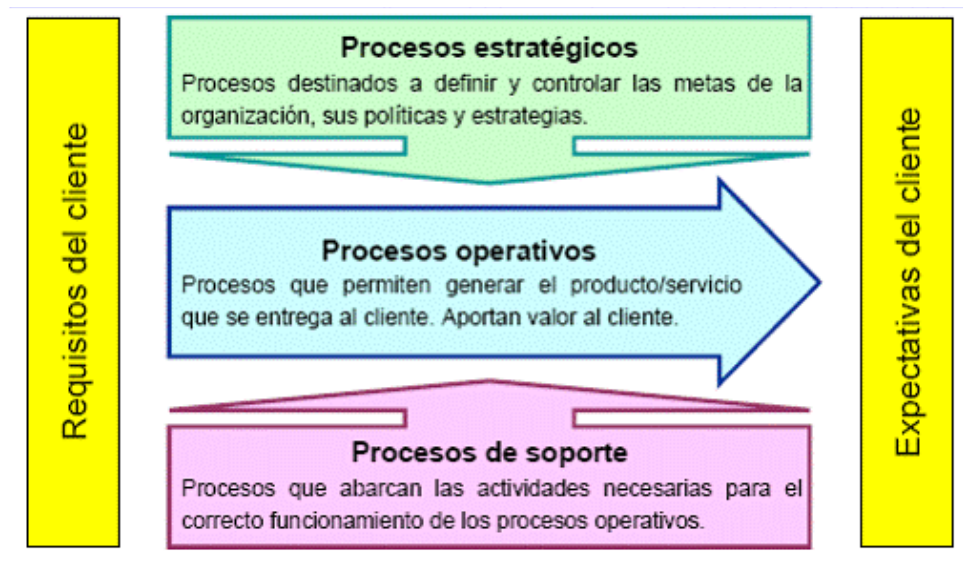 Requisitos del cliente
Procesos estratégicos
Procesos destinados a definir y controlar las metas de la
organización, sus políticas y estrategias.
Procesos operativos
Procesos que permiten generar el producto/servicio
que se entrega al cliente. Aportan valor al cliente.
Procesos de soporte
Procesos que abarcan las actividades necesarias para el
correcto funcionamiento de los procesos operativos.
Expectativas del cliente